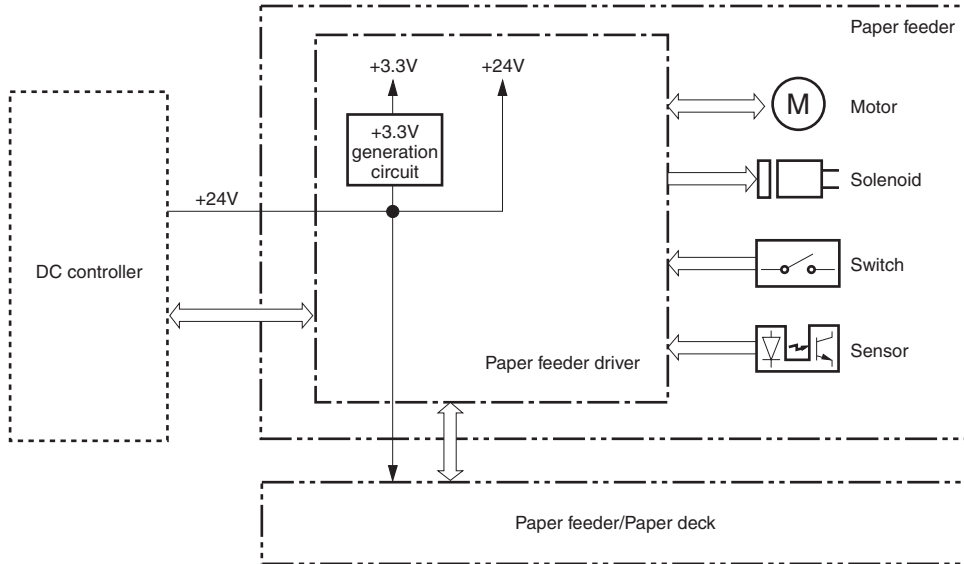 Paper feeder
+3.3V
+24V
M
Motor
+3.3V
generation
circuit
Solenoid
+24V
DC controller
Switch
Sensor
Paper feeder driver
Paper feeder/Paper deck